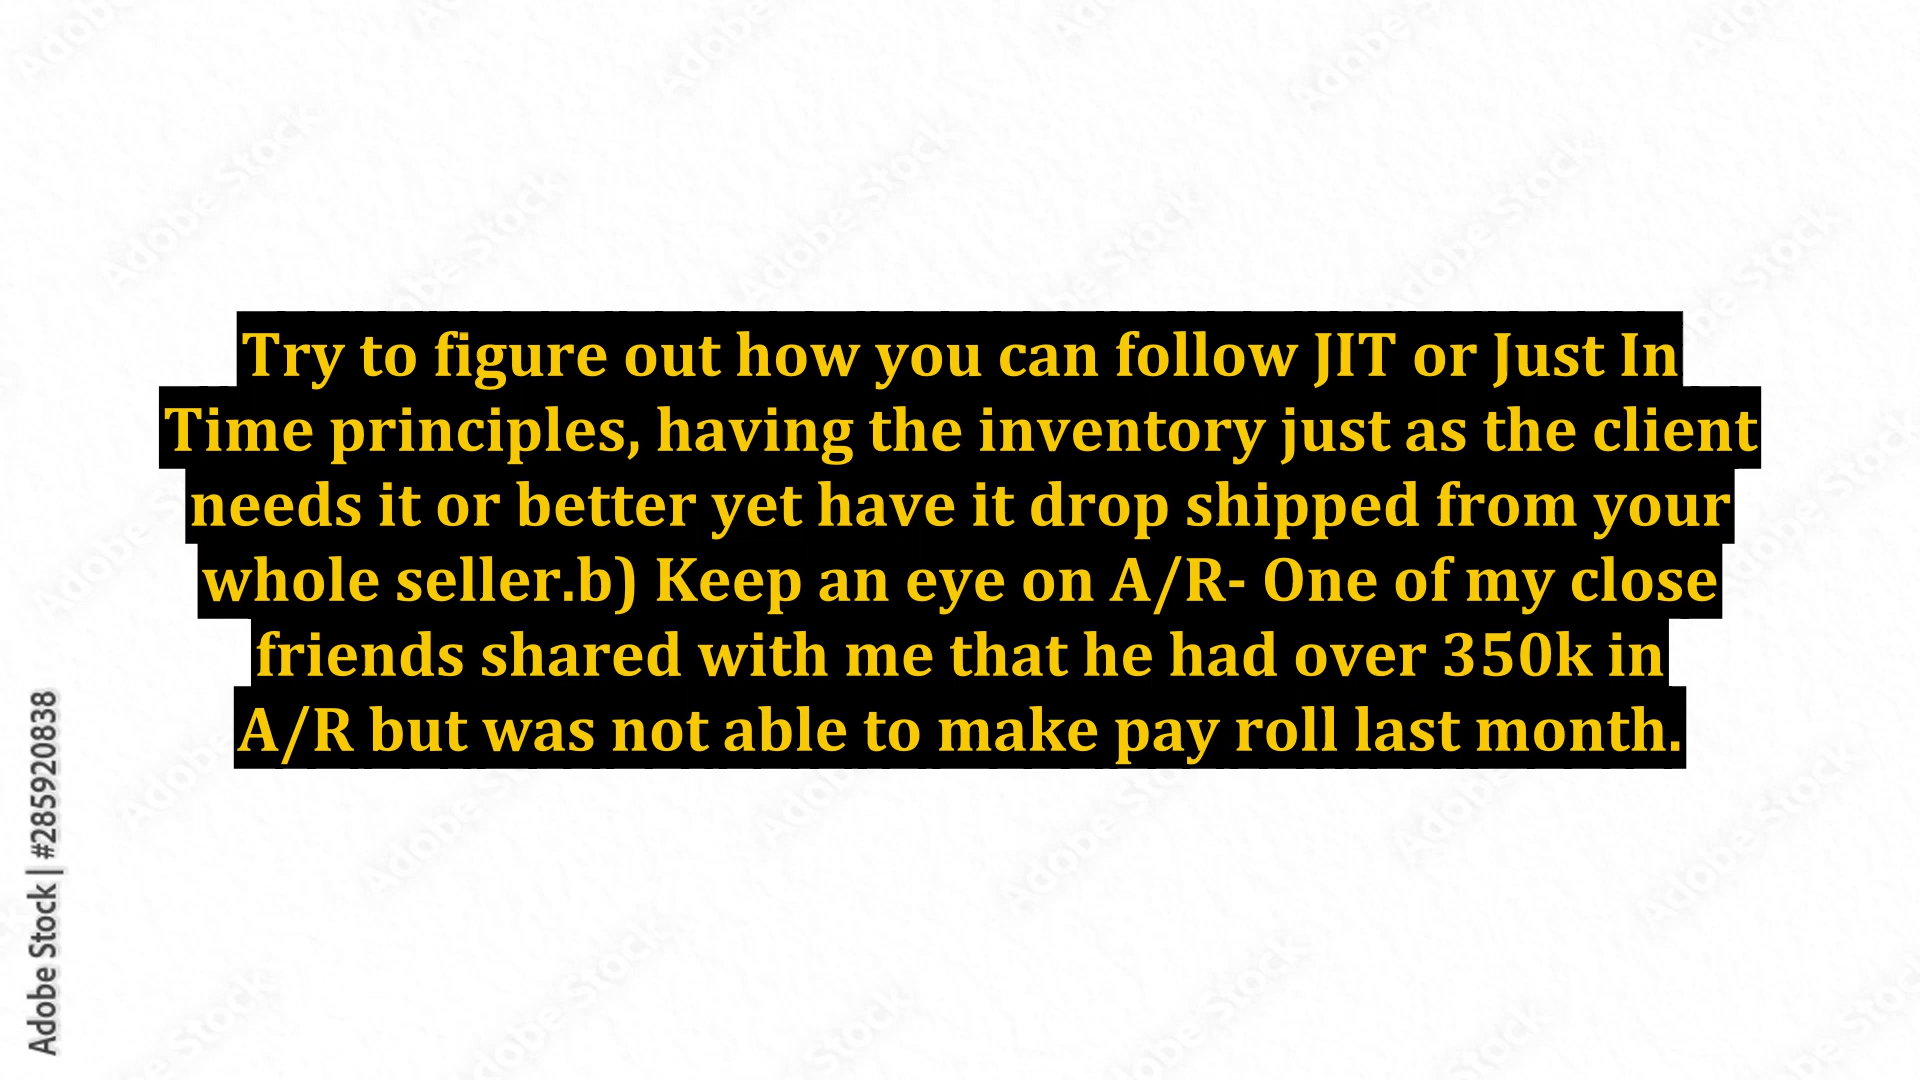 Try to figure out how you can follow JIT or Just In
Time principles, having the inventory just as the client
needs it or better yet have it drop shipped from your
whole seller.b) Keep an eye on A/R- One of my close
friends shared with me that he had over 350k in
A/R but was not able to make pay roll last month.
Adobe Stock | #285920838